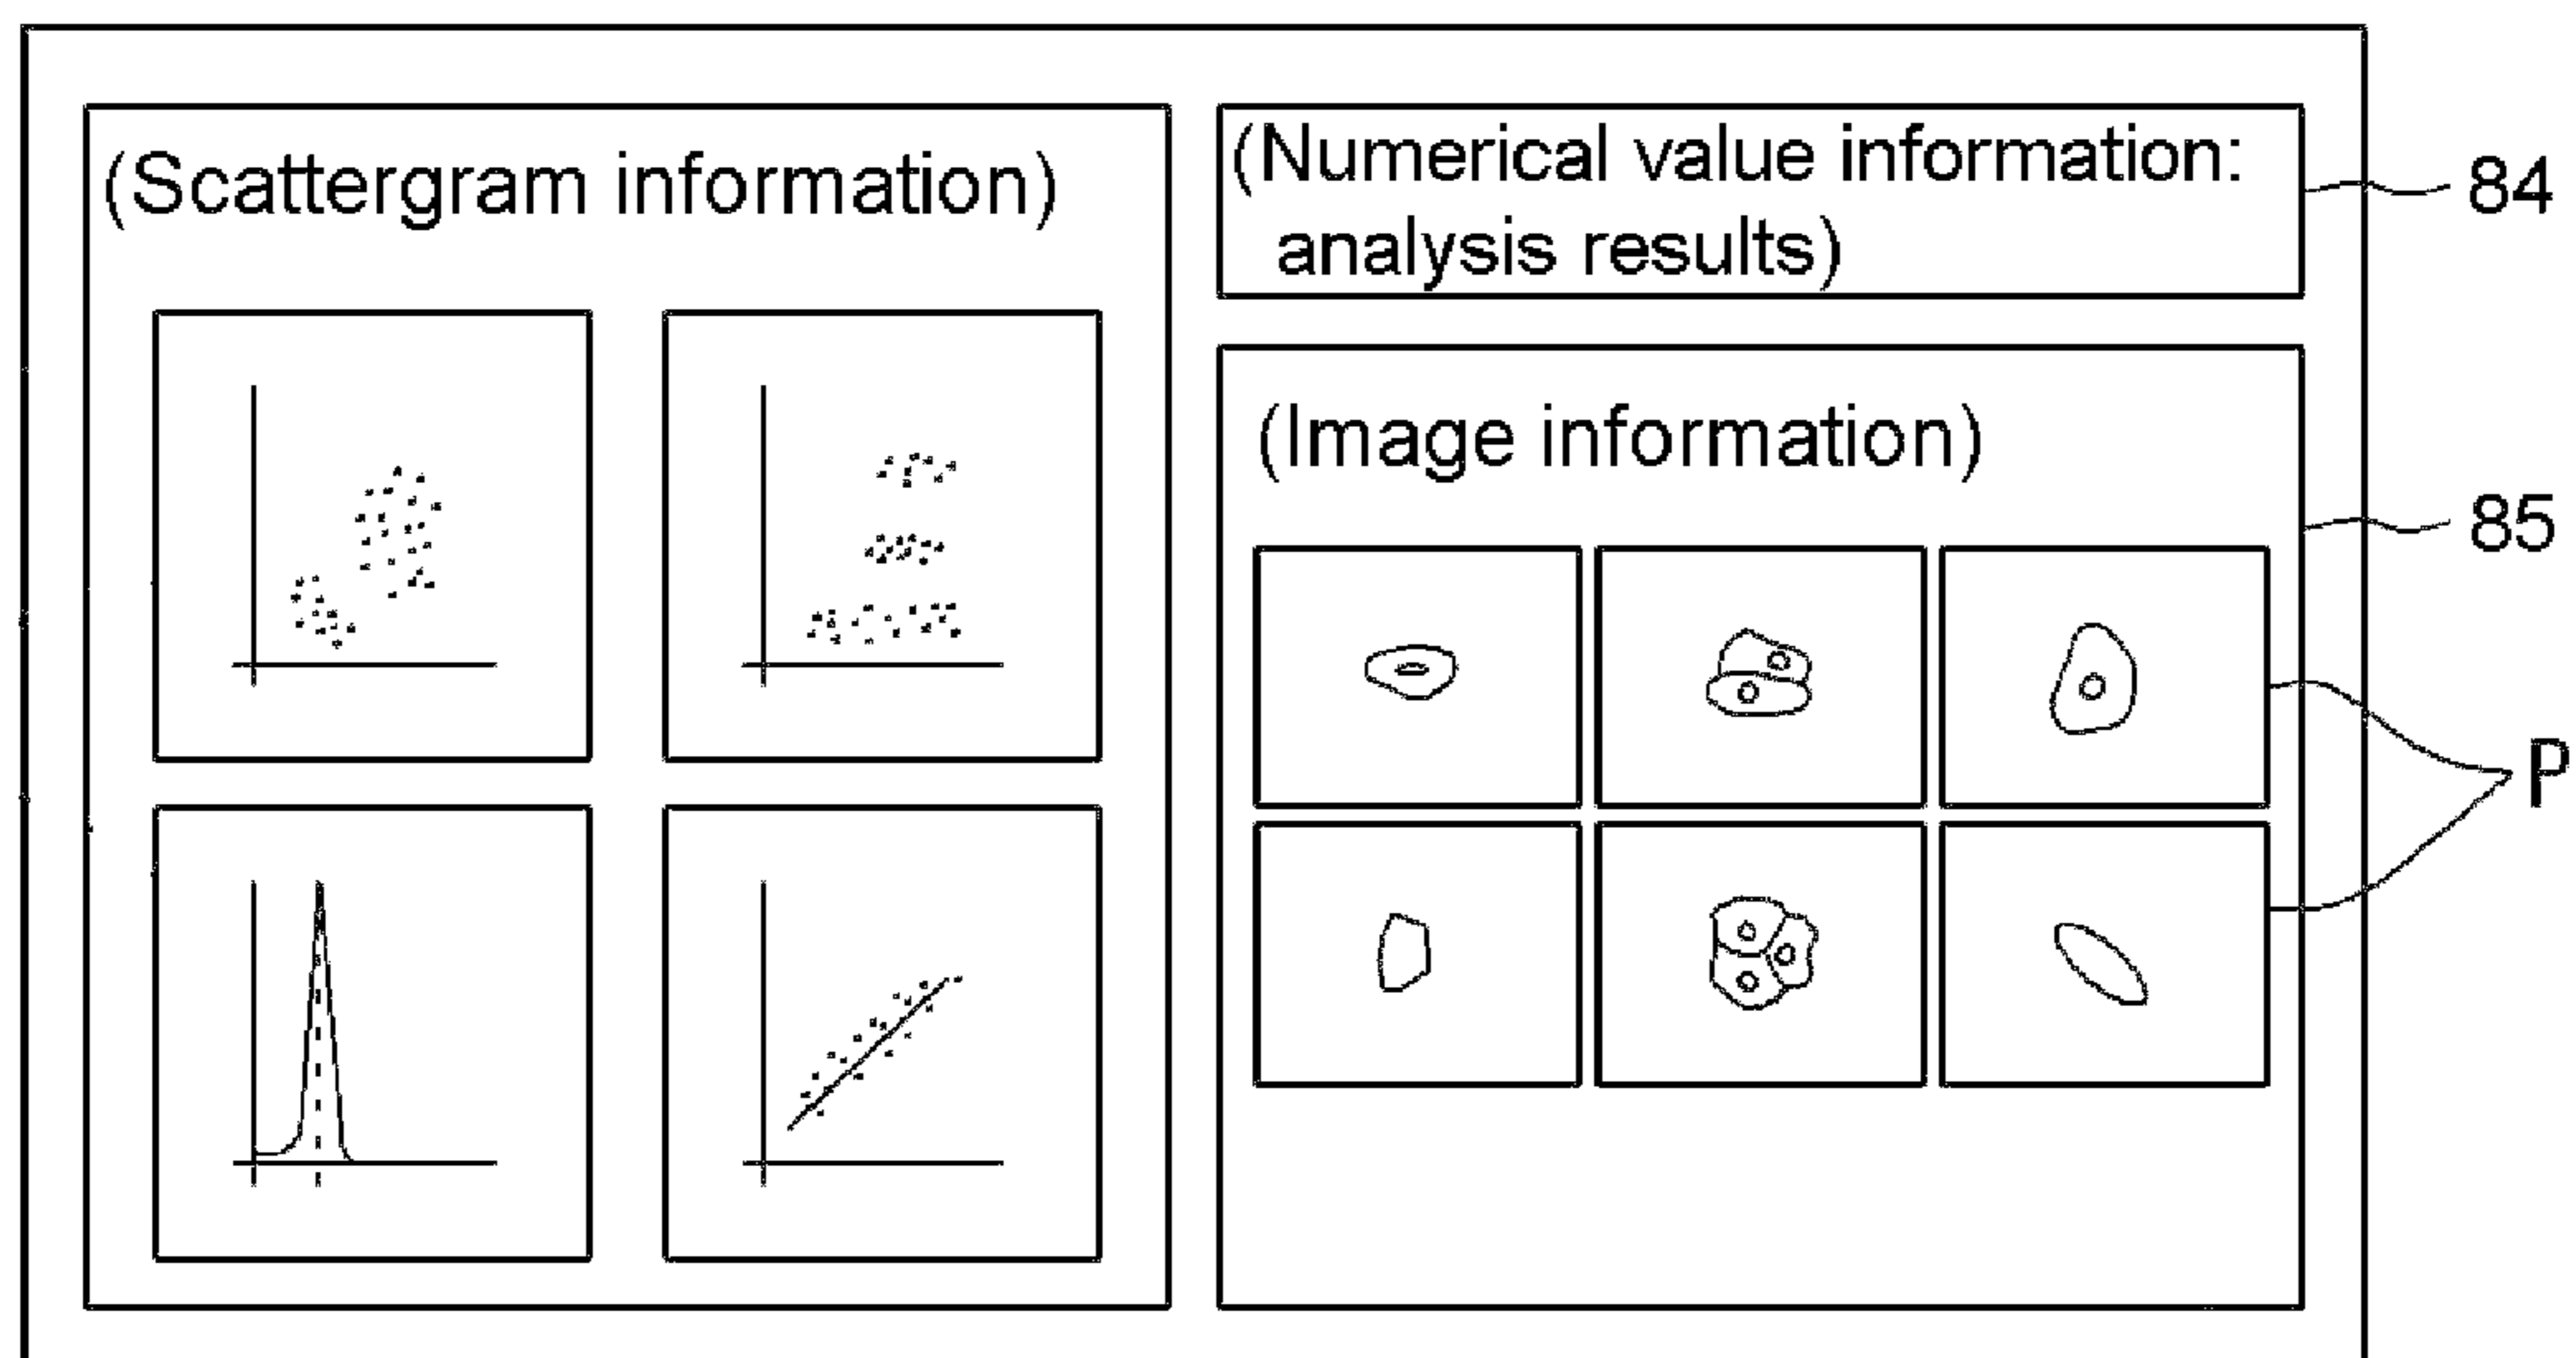 (Scattergram information)
(Numerical value information:
analysis results)
84
(Image information)
85
P